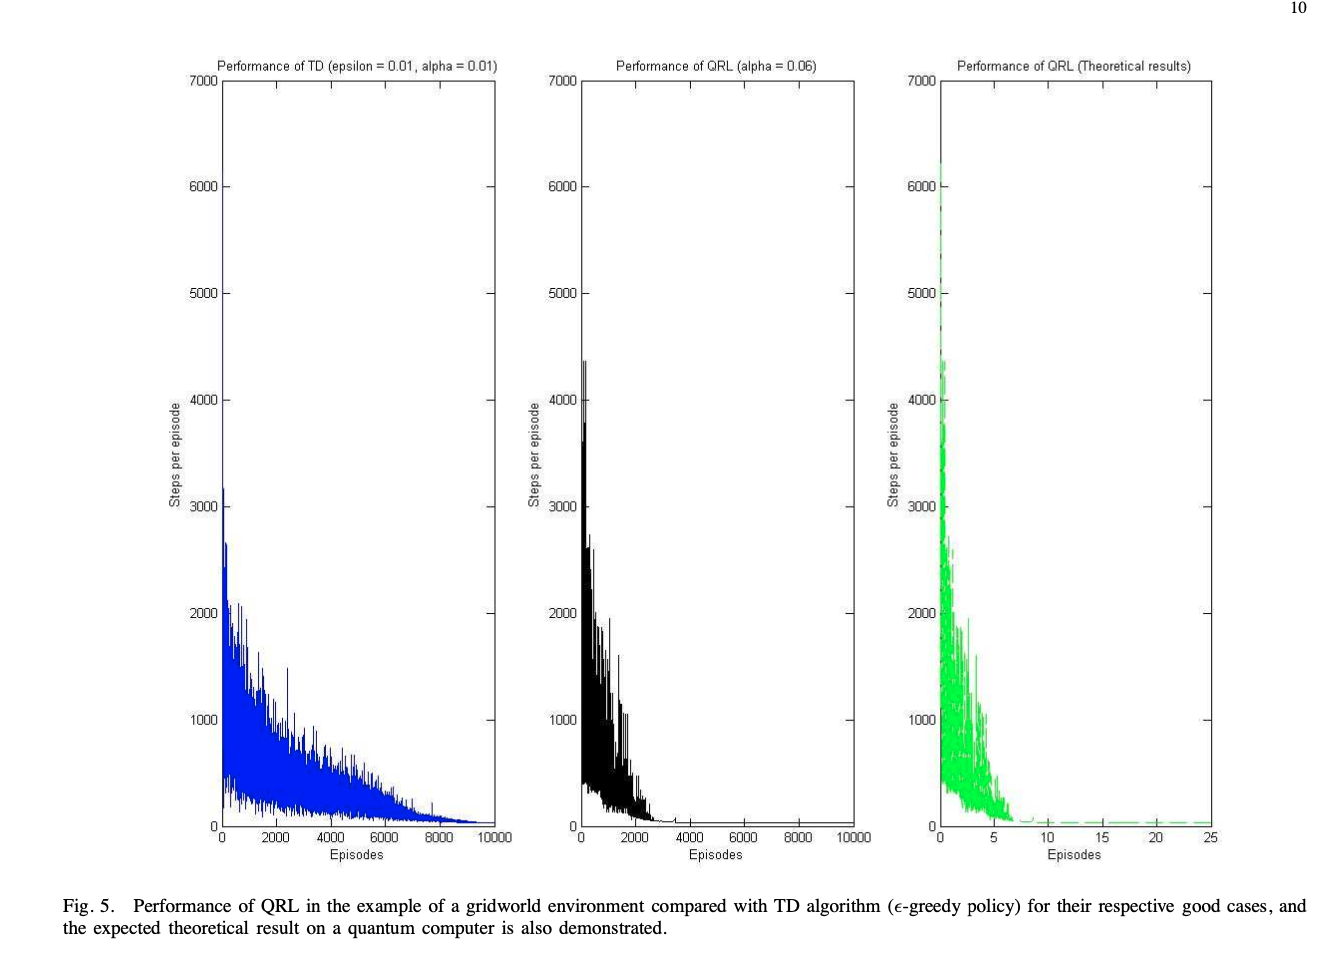 10
Performance of TD (epsilon = 0.01, alpha = 0.01)
7000
6000
5000
4000
3000
2000
1000
0
Steps per episode
0 2000 4000 6000 8000 10000
Episodes
Performance of QRL (alpha = 0.06)
7000
6000
5000
4000
3000
2000
1000
0
Steps per episode
0 2000 4000 6000 8000 10000
Episodes
Performance of QRL (Theoretical results)
7000
6000
5000
4000
3000
2000
1000
0
Steps per episode
0 5 10 15 20 25
Episodes
Fig. 5. Performance of QRL in the example of a gridworld environment compared with TD algorithm (ϵ-greedy policy) for their respective good cases, and
the expected theoretical result on a quantum computer is also demonstrated.